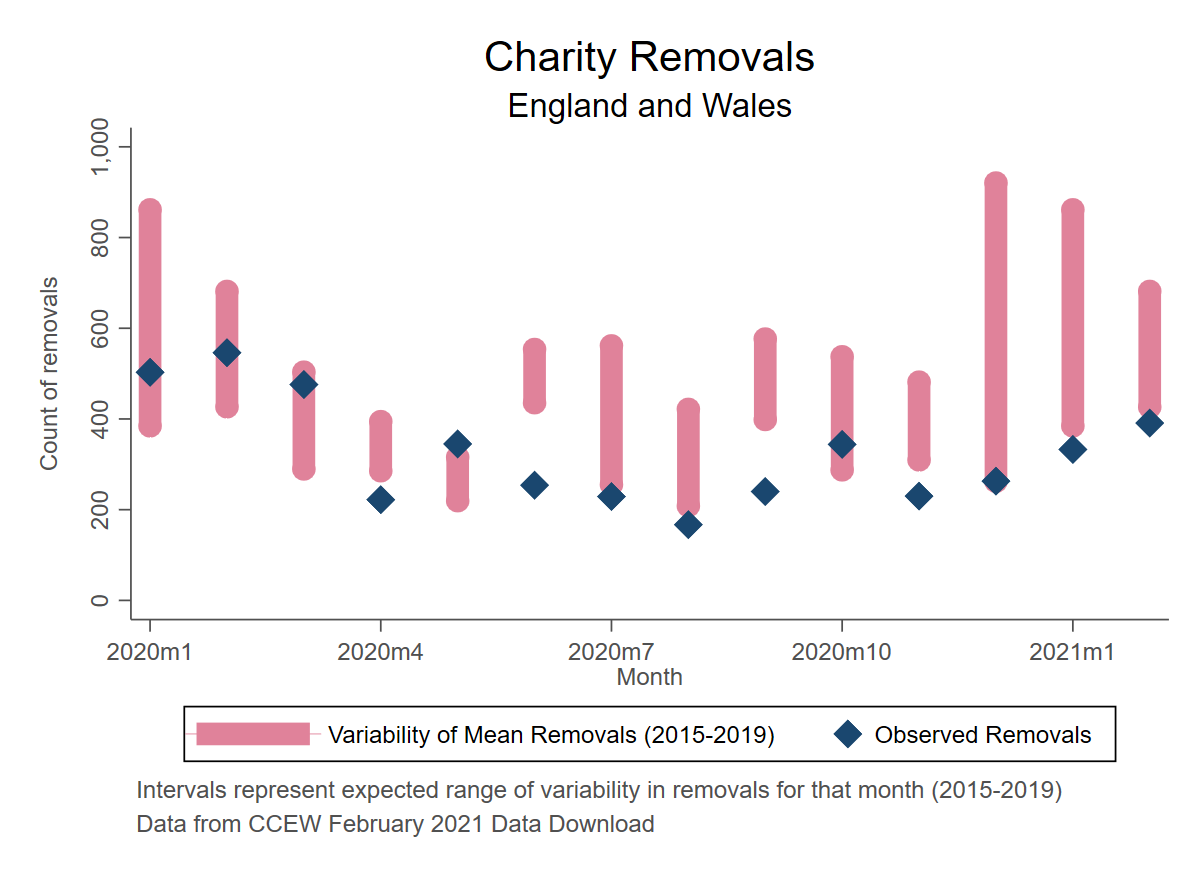 Charity Removals
England and Wales
Count of removals
1,000
800
600
400
200
0
2020m1 2020m4 2020m7 2020m10 2021m1
Month
Variability of Mean Removals (2015-2019) Observed Removals
Intervals represent expected range of variability in removals for that month (2015-2019)
Data from CCEW February 2021 Data Download